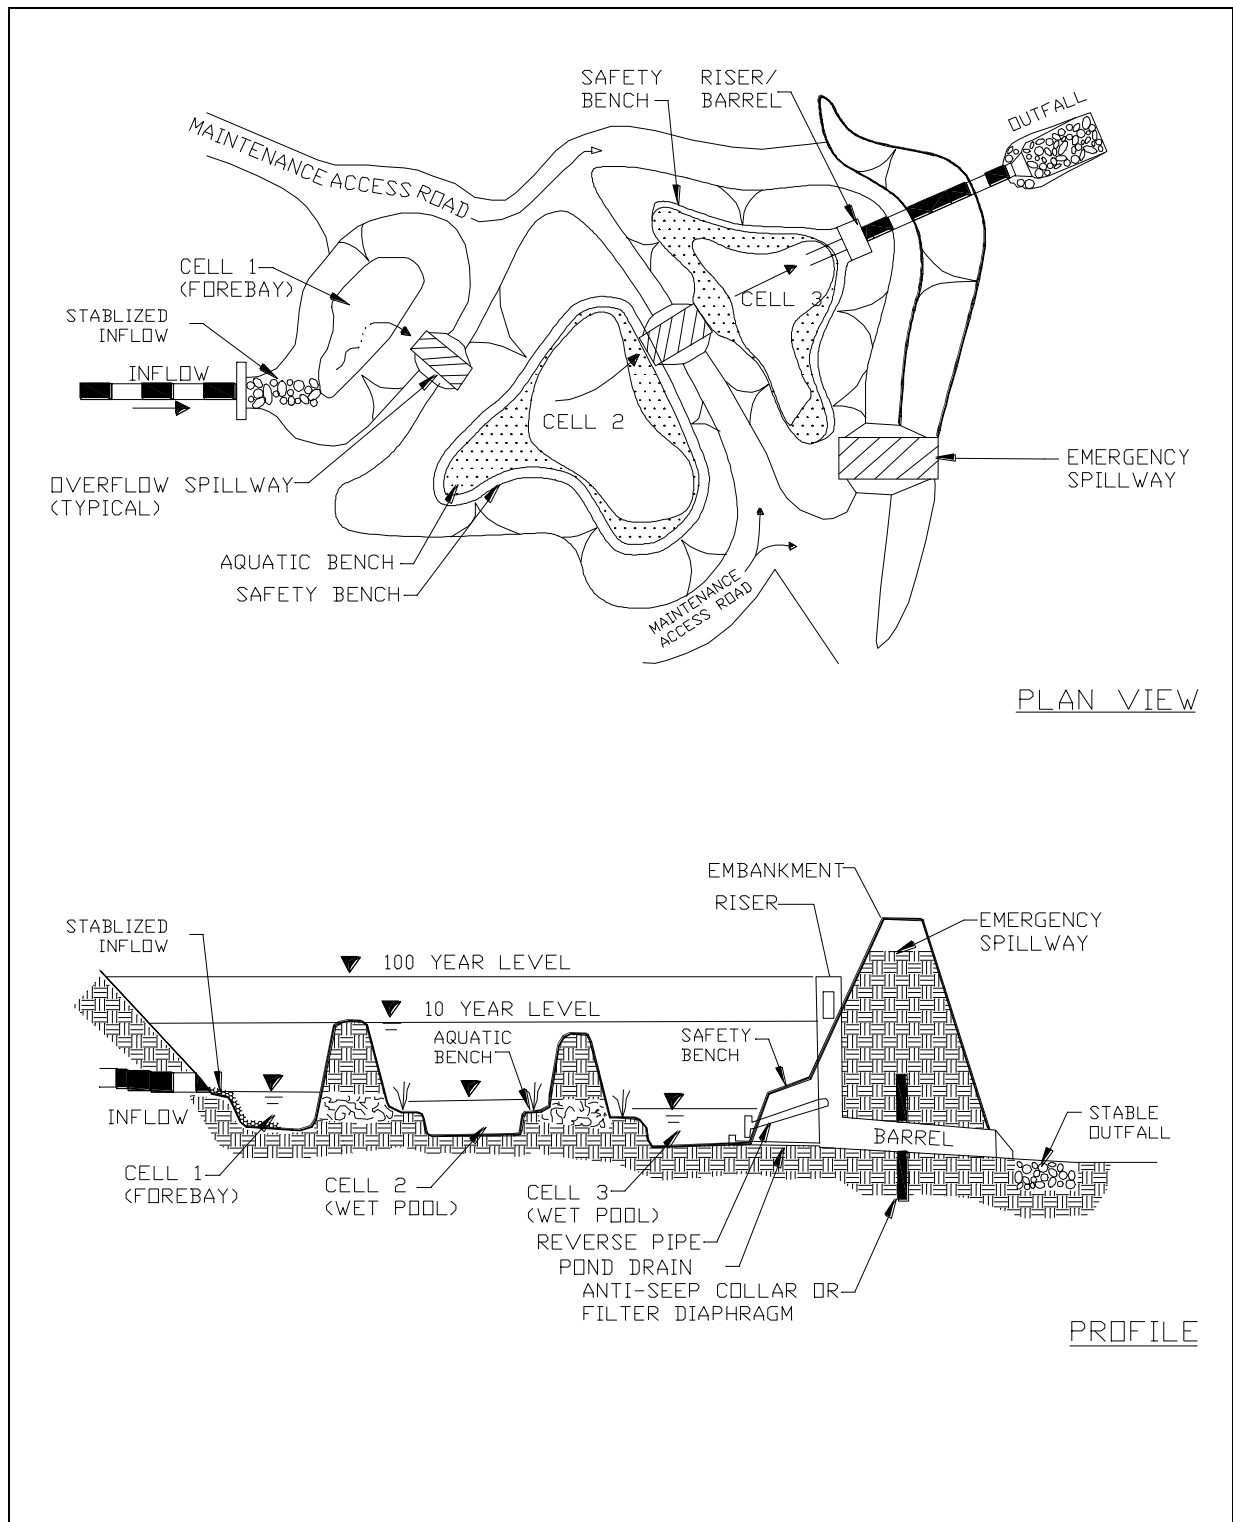 SAFETY
BENCH
RISER/
BARREL
OUTFALL
MAINTENANCE ACCESS ROAD
CELL 1
(FOREBAY)
STABLIZED
INFLOW
INFLOW
CELL 3
CELL 2
OVERFLOW SPILLWAY
(TYPICAL)
EMERGENCY
SPILLWAY
AQUATIC BENCH
SAFETY BENCH
MAINTENANCE
ACCESS ROAD
PLAN VIEW
EMBANKMENT
RISER
EMERGENCY
SPILLWAY
STABLIZED
INFLOW
100 YEAR LEVEL
10 YEAR LEVEL
AQUATIC
BENCH
SAFETY
BENCH
INFLOW
STABLE
OUTFALL
BARREL
CELL 1
(FOREBAY)
CELL 2
(WET POOL)
CELL 3
(WET POOL)
REVERSE PIPE
POND DRAIN
ANTI-SEEP COLLAR OR
FILTER DIAPHRAGM
PROFILE